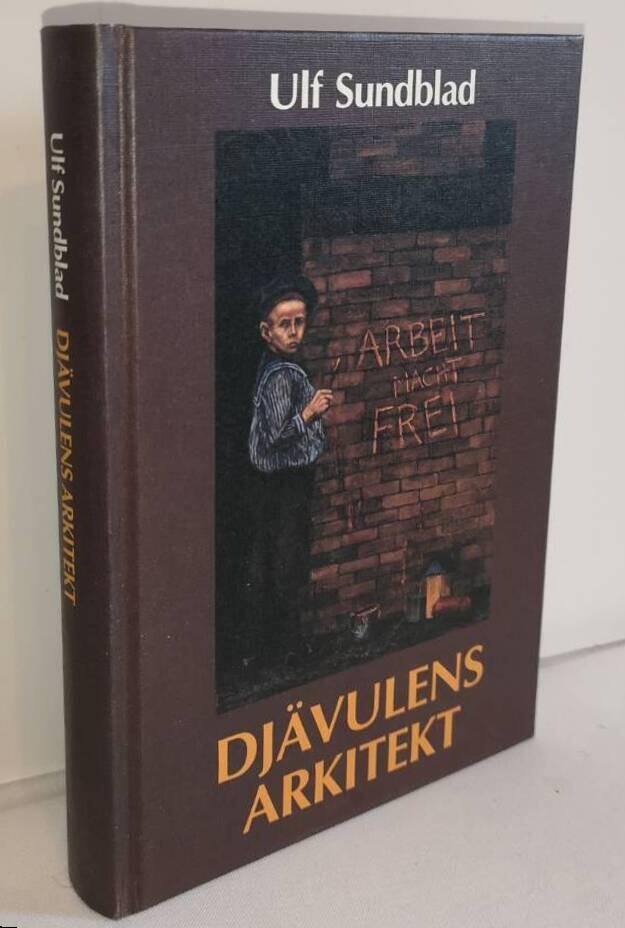 Ulf Sundblad
ARBEIT
MACHT
FREI
DJÄVULENS
ARKITEKT
Ulf Sundblad DJÄVULENS ARKITEKT